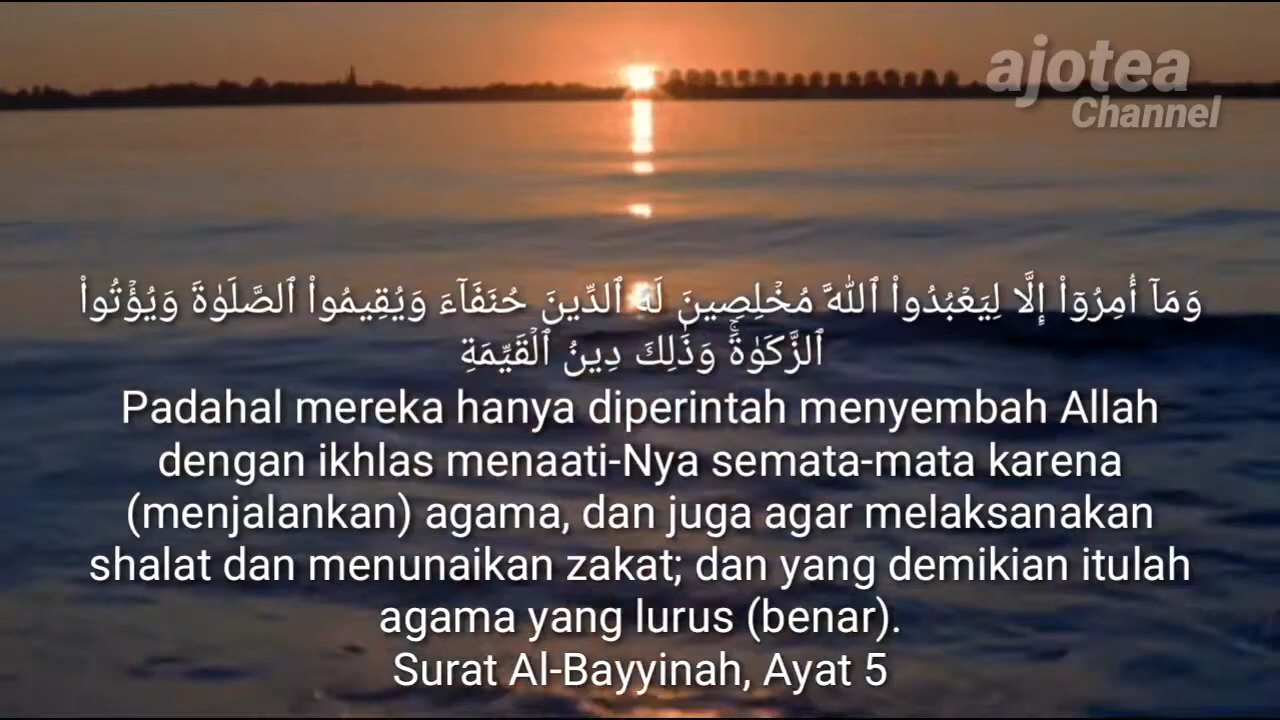 ajotea
Channel
وَمَآ أُمِرُوٓا۟ إِلَّا لِيَعْبُدُوا۟ ٱللَّهَ مُخْلِصِينَ لَهُ ٱلدِّينَ حُنَفَآءَ وَيُقِيمُوا۟ ٱلصَّلَوٰةَ وَيُؤْتُوا۟
ٱلزَّكَوٰةَ ۚ وَذَٰلِكَ دِينُ ٱلْقَيِّمَةِ
Padahal mereka hanya diperintah menyembah Allah
dengan ikhlas menaati-Nya semata-mata karena
(menjalankan) agama, dan juga agar melaksanakan
shalat dan menunaikan zakat; dan yang demikian itulah
agama yang lurus (benar).
Surat Al-Bayyinah, Ayat 5